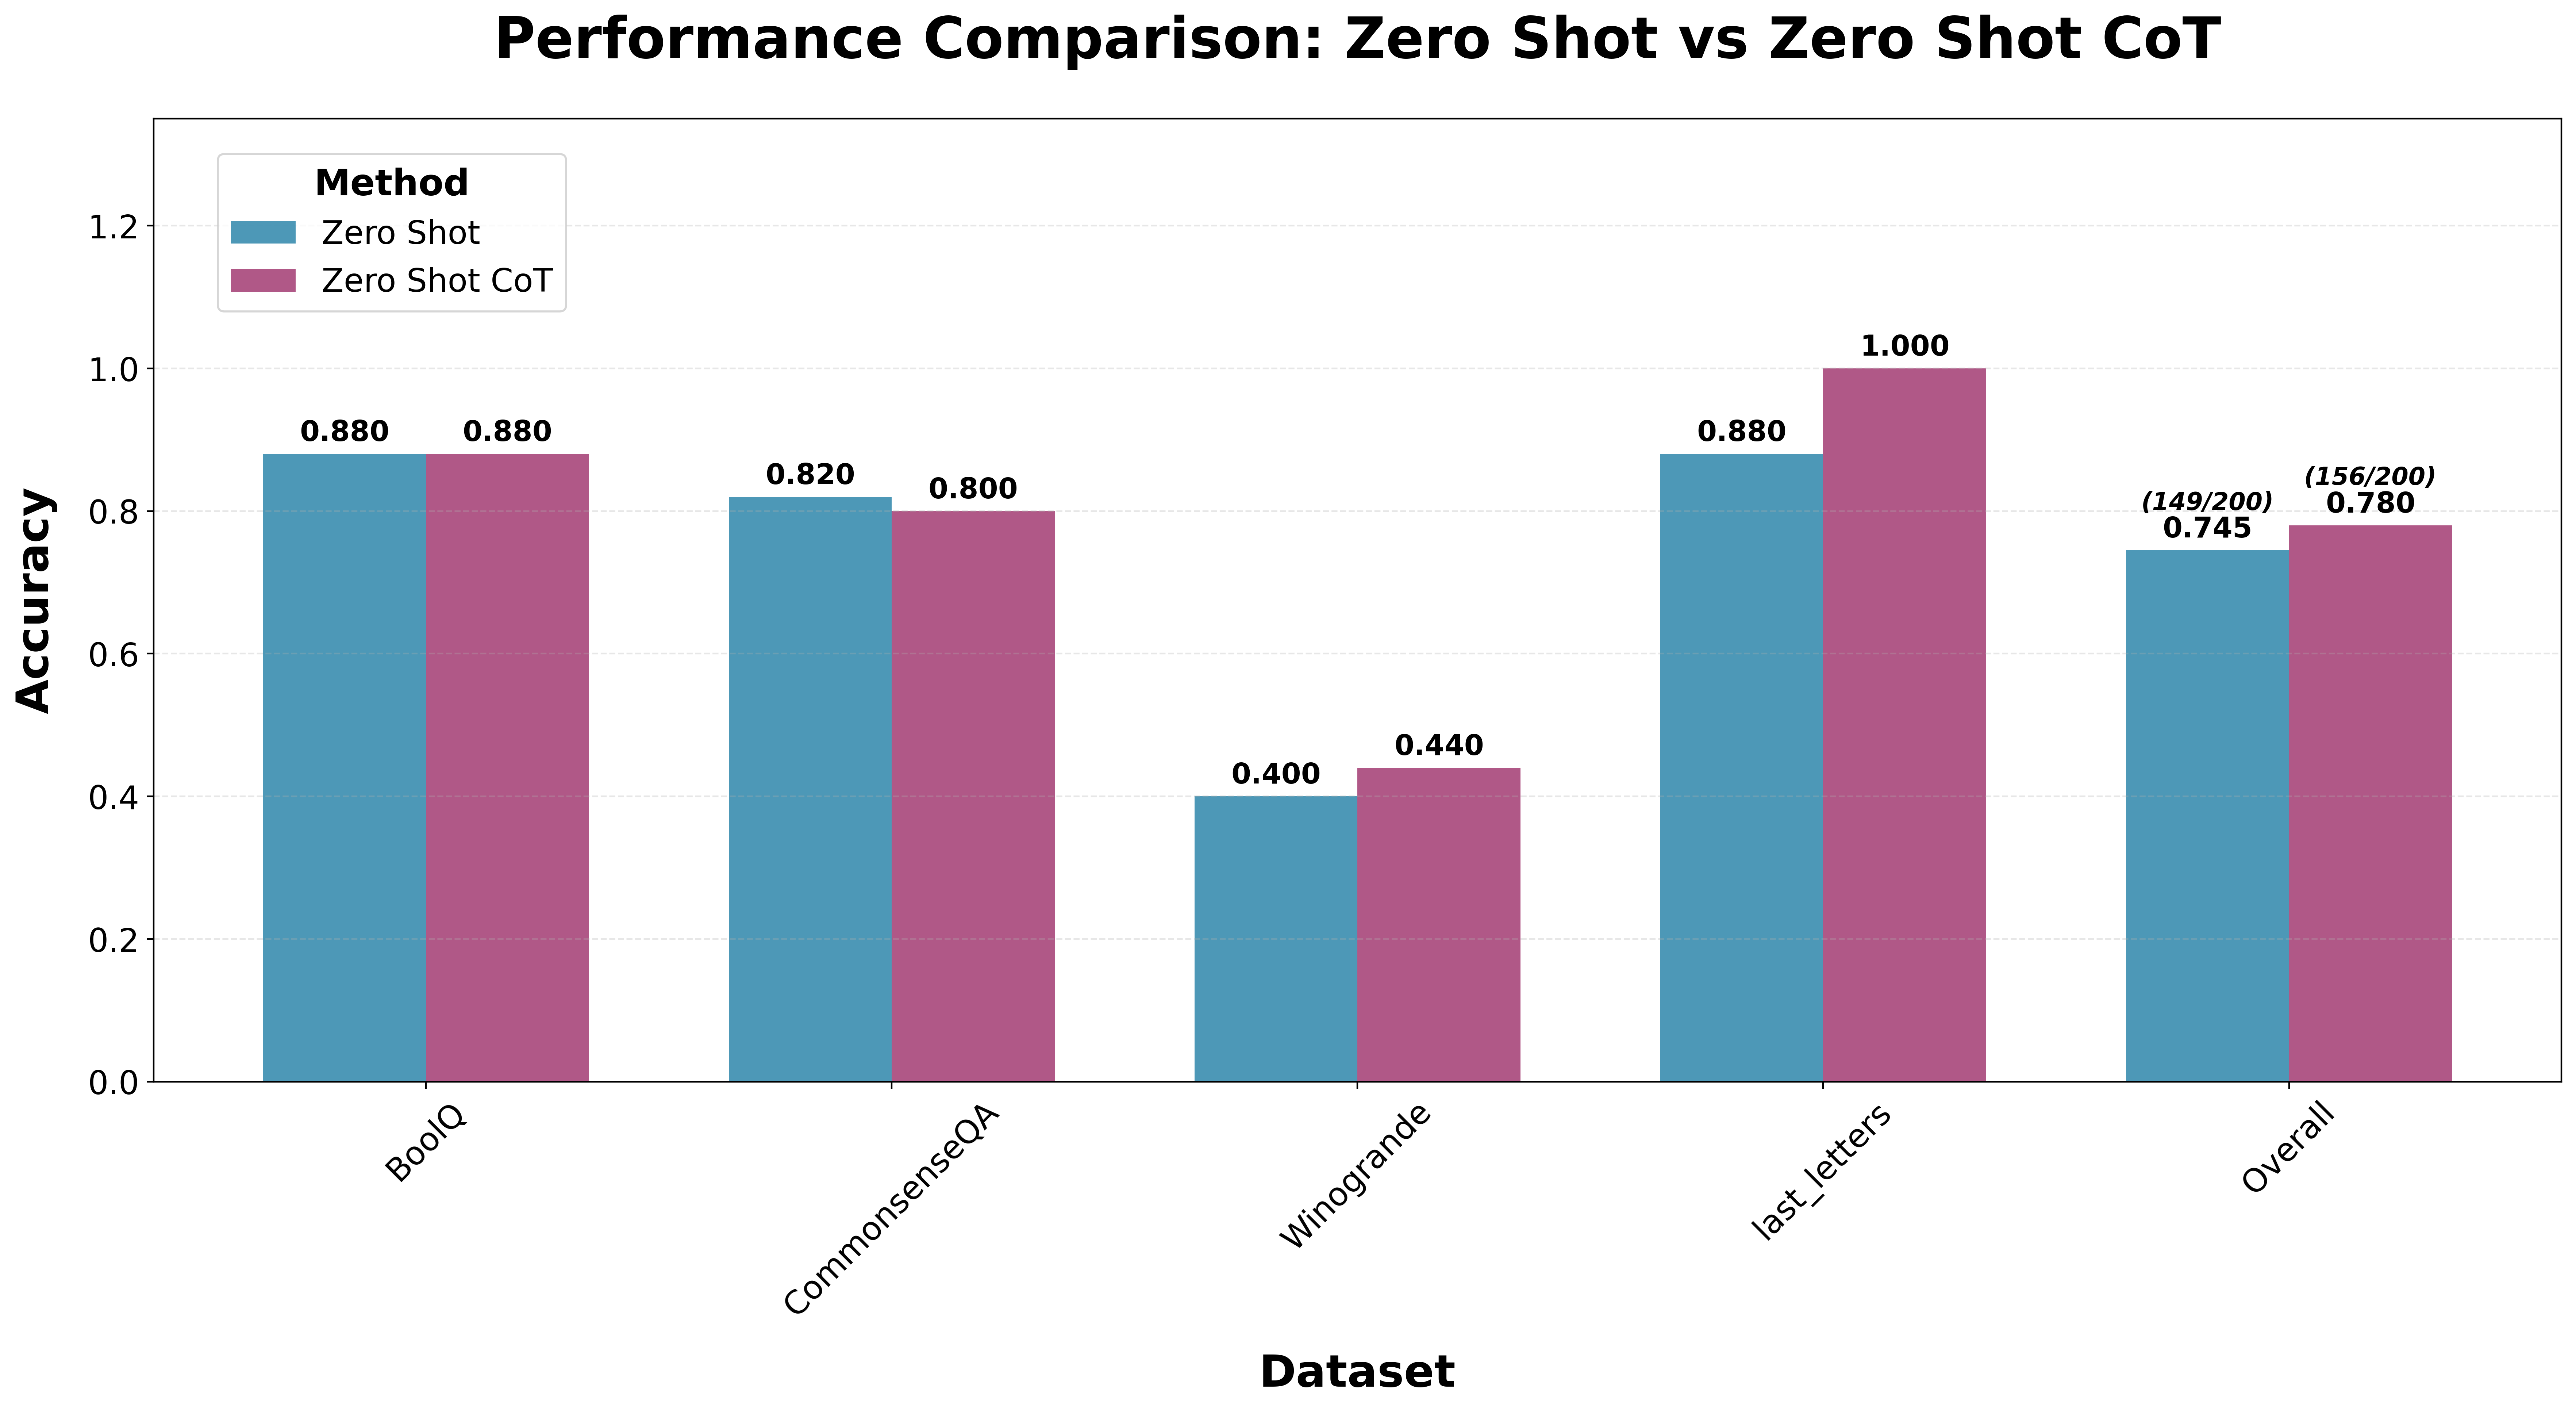 Performance Comparison: Zero Shot vs Zero Shot CoT
Method
Zero Shot
Zero Shot CoT
Accuracy
1.2
1.0
0.8
0.6
0.4
0.2
0.0
0.880
0.880
0.820
0.800
0.400
0.440
0.880
1.000
(149/200)
0.745
(156/200)
0.780
BoolQ
CommonsenseQA
Winogrande
last_letters
Overall
Dataset